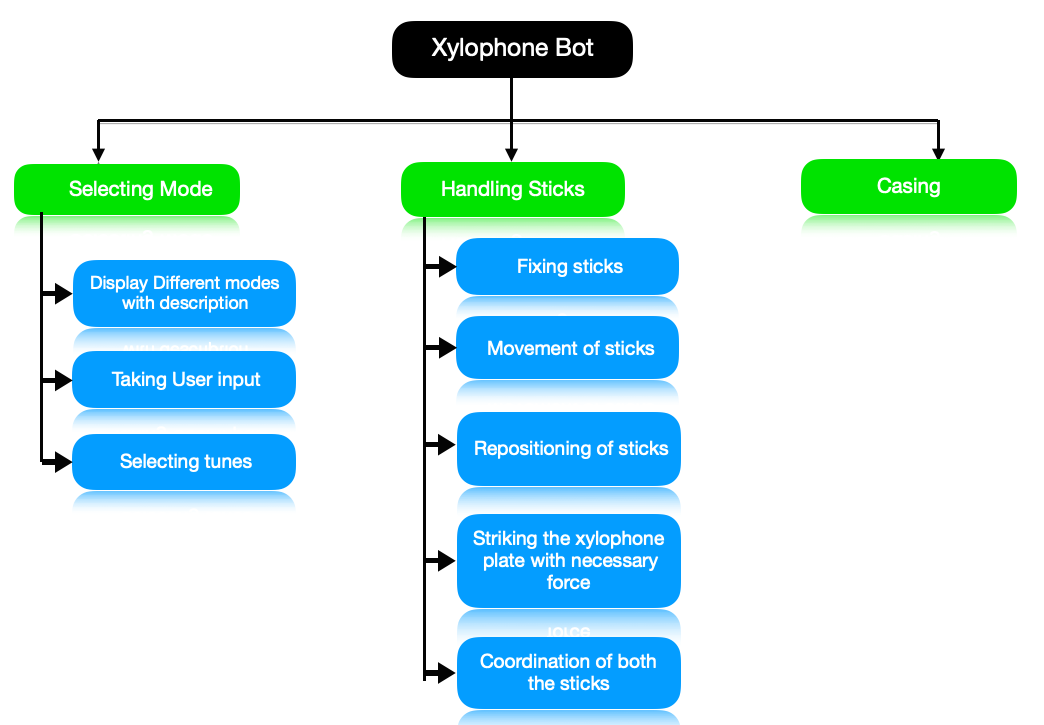 Xylophone Bot
Selecting Mode
Handling Sticks
Casing
Display Different modes
with description
Taking User input
Selecting tunes
Fixing sticks
Movement of sticks
Repositioning of sticks
Striking the xylophone
plate with necessary
force
Coordination of both
the sticks